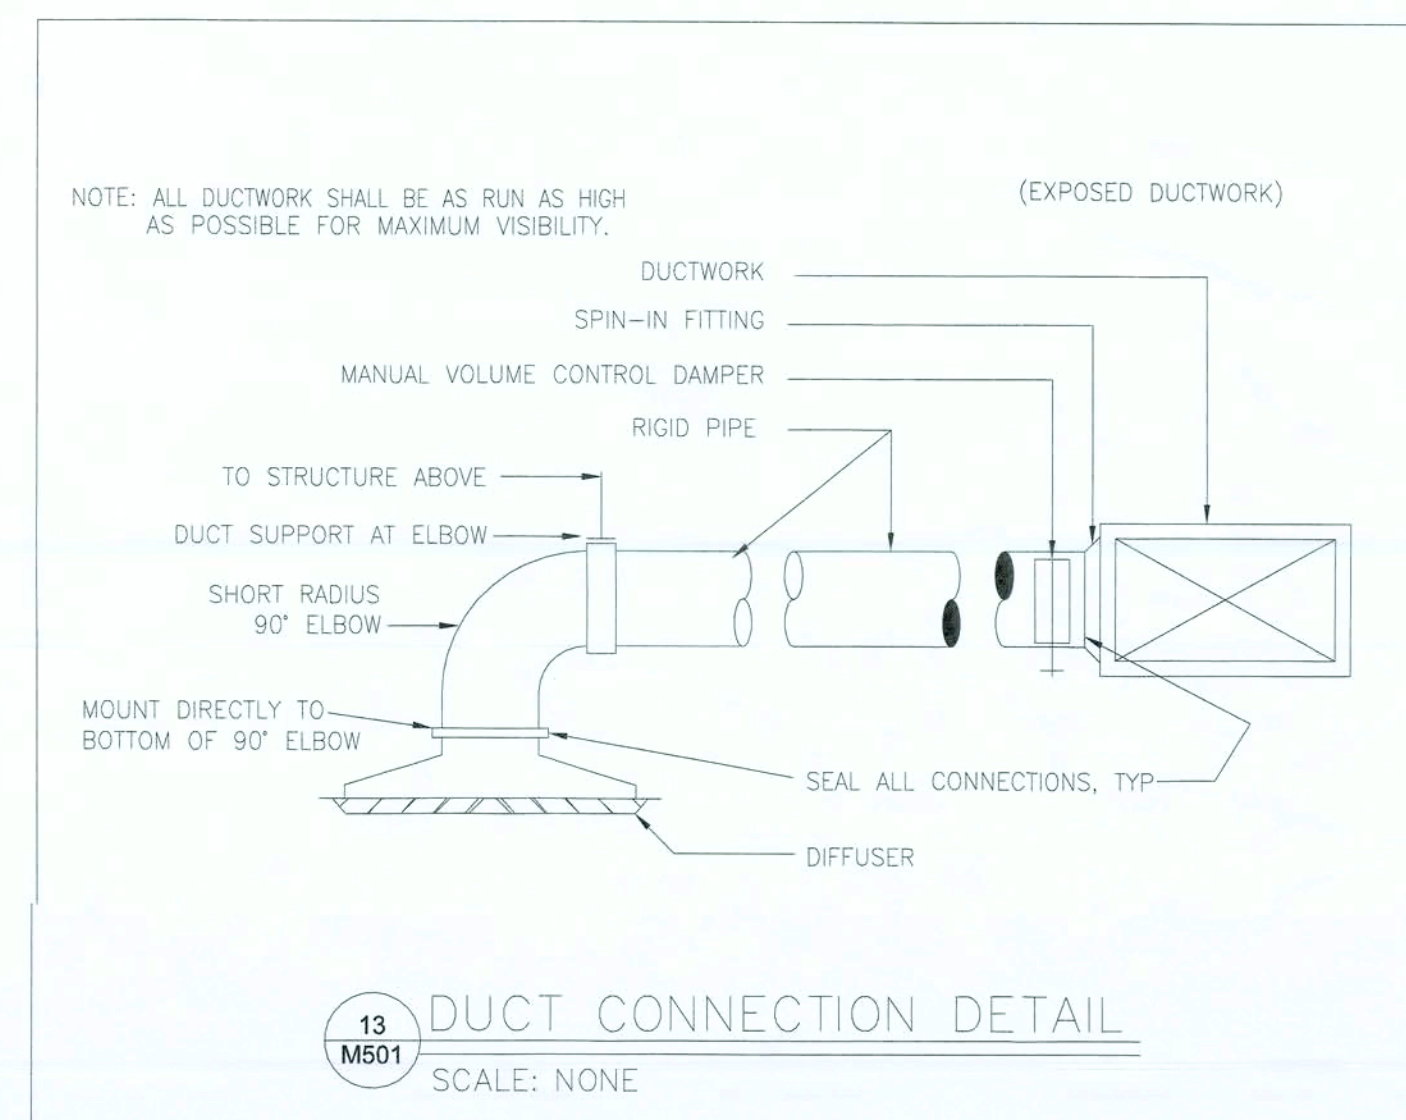 NOTE: ALL DUCTWORK SHALL BE AS RUN AS HIGH
AS POSSIBLE FOR MAXIMUM VISIBILITY.
(EXPOSED DUCTWORK)
DUCTWORK
SPIN-IN FITTING
MANUAL VOLUME CONTROL DAMPER
RIGID PIPE
TO STRUCTURE ABOVE
DUCT SUPPORT AT ELBOW
SHORT RADIUS
90° ELBOW
MOUNT DIRECTLY TO
BOTTOM OF 90° ELBOW
SEAL ALL CONNECTIONS, TYP
DIFFUSER
13
M501
DUCT CONNECTION DETAIL
SCALE: NONE